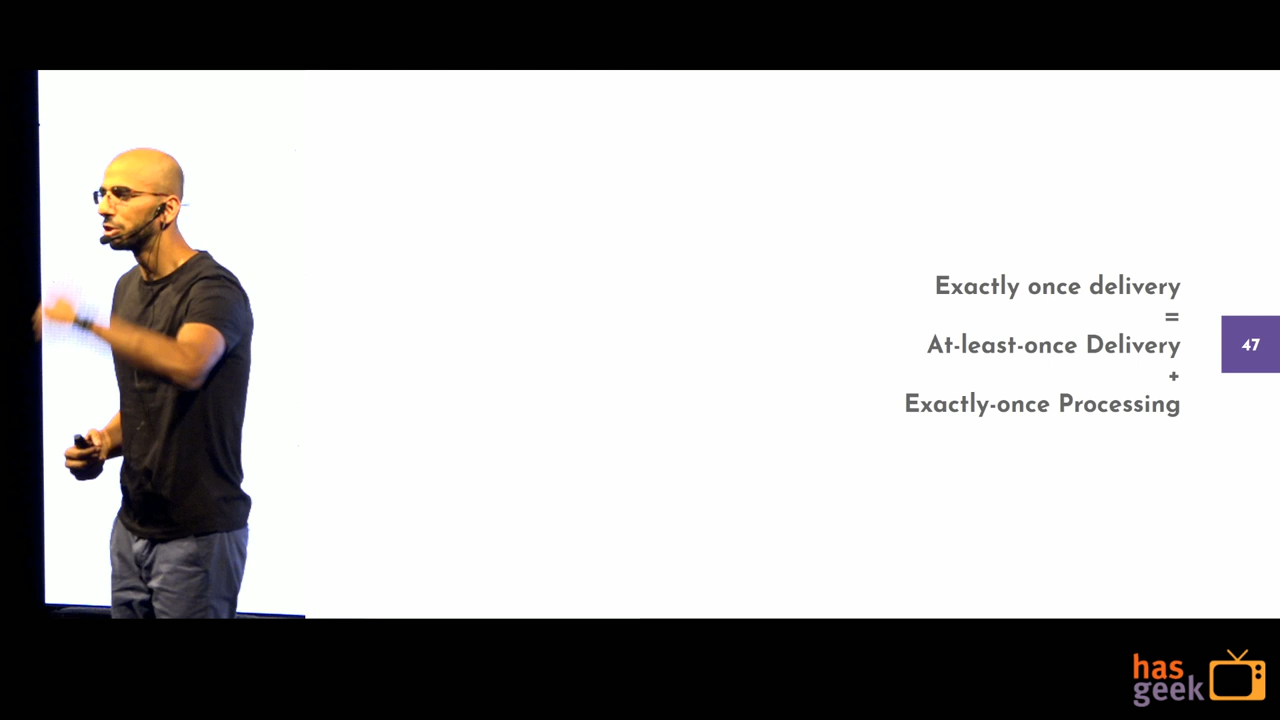 Exactly once delivery
=
At-least-once Delivery
+
Exactly-once Processing
47
has
geek